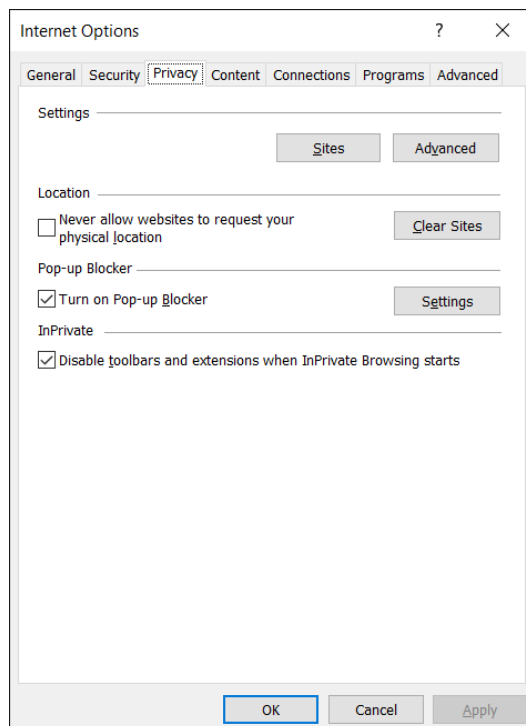 Internet Options ?
General Security Privacy Content Connections Programs Advanced
Settings
Sites Advanced
Location
Never allow websites to request your
physical location
Clear Sites
Pop-up Blocker
Turn on Pop-up Blocker Settings
InPrivate
Disable toolbars and extensions when InPrivate Browsing starts
OK Cancel Apply